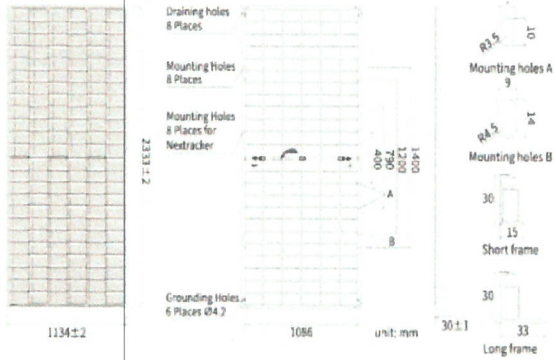 Draining holes
8 Places
Mounting Holes
8 Places
Mounting Holes
8 Places for
Nextracker
2333±2
Grounding Holes
6 Places Ø4.2
1134±2
1086
unit: mm
400
790
1200
1400
A
B
30±1
R3.5
10
Mounting holes A
9
R4.5
14
Mounting holes B
30
15
Short frame
30
33
Long frame